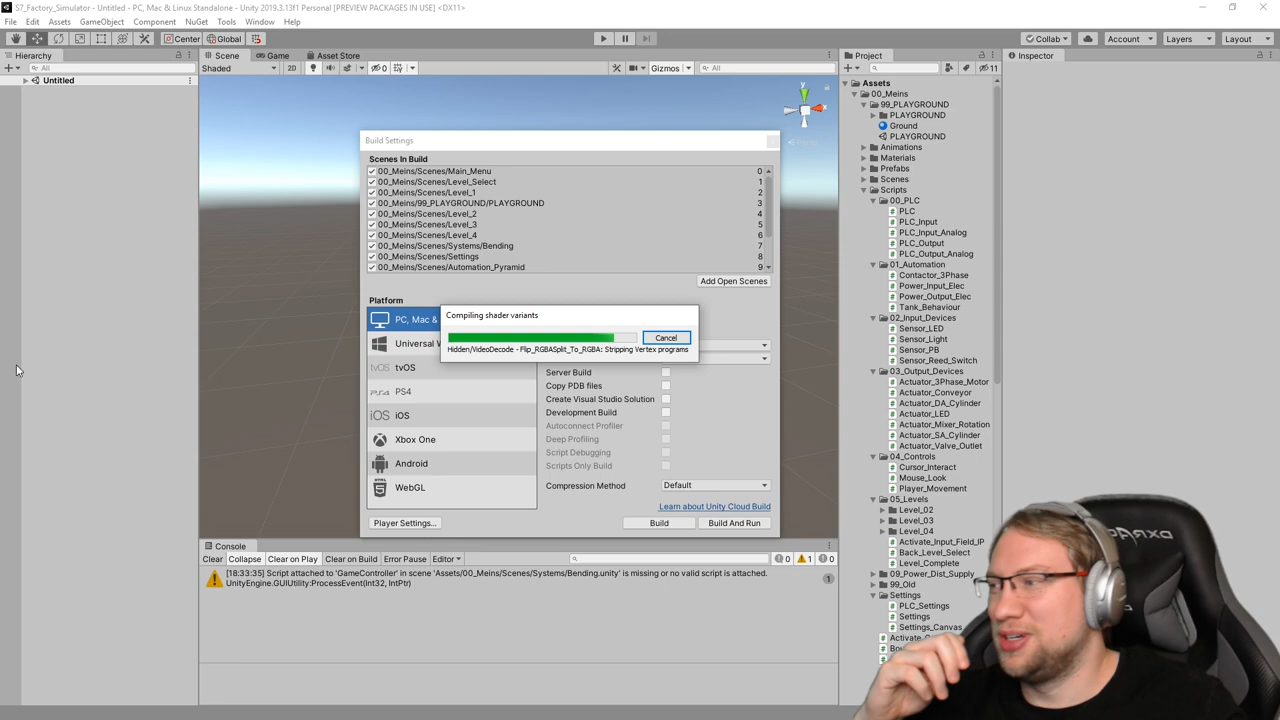 S7_Factory_Simulator - Untitled - PC, Mac & Linux Standalone - Unity 2019.3.13f1 Personal [PREVIEW PACKAGES IN USE] <DX11>
File Edit Assets GameObject Component NuGet Tools Window Help
Center Global Collab Account Layers Layout
Hierarchy
All
Untitled
Scene Game Asset Store
Shaded 2D 0 Gizmos All
y
x
Build Settings
Scenes In Build
00_Meins/Scenes/Main_Menu 0
00_Meins/Scenes/Level_Select 1
00_Meins/Scenes/Level_1 2
00_Meins/99_PLAYGROUND/PLAYGROUND 3
00_Meins/Scenes/Level_2 4
00_Meins/Scenes/Level_3 5
00_Meins/Scenes/Level_4 6
00_Meins/Scenes/Systems/Bending 7
00_Meins/Scenes/Settings 8
00_Meins/Scenes/Automation_Pyramid 9
Add Open Scenes
Platform
PC, Mac &
Universal W
tvOS tvOS
PS4
iOS iOS
Xbox One
Android
WebGL
Compiling shader variants
Cancel
Hidden/VideoDecode - Flip_RGBASplit_To_RGBA: Stripping Vertex programs
Server Build
Copy PDB files
Create Visual Studio Solution
Development Build
Autoconnect Profiler
Deep Profiling
Script Debugging
Scripts Only Build
Compression Method Default
Learn about Unity Cloud Build
Player Settings... Build Build And Run
Console
Clear Collapse Clear on Play Clear on Build Error Pause Editor 0 1 0
[18:33:35] Script attached to 'GameController' in scene 'Assets/00_Meins/Scenes/Systems/Bending.unity' is missing or no valid script is attached.
UnityEngine.GUIUtility:ProcessEvent(Int32, IntPtr)
1
Project
11
Assets
00_Meins
99_PLAYGROUND
PLAYGROUND
Ground
PLAYGROUND
Animations
Materials
Prefabs
Scenes
Scripts
00_PLC
PLC
PLC_Input
PLC_Input_Analog
PLC_Output
PLC_Output_Analog
01_Automation
Contactor_3Phase
Power_Input_Elec
Power_Output_Elec
Tank_Behaviour
02_Input_Devices
Sensor_LED
Sensor_PB
Sensor_Reed_Switch
03_Output_Devices
Actuator_3Phase_Motor
Actuator_Conveyor
Actuator_DA_Cylinder
Actuator_LED
Actuator_Mixer_Rotation
Actuator_SA_Cylinder
Actuator_Valve_Outlet
04_Controls
Cursor_Interact
Mouse_Look
Player_Movement
05_Levels
Level_02
Level_03
Level_04
Activate_Input_Field_IP
Back_Level_Select
Level_Complete
09_Power_Dist_Supply
99_Old
Settings
PLC_Settings
Settings
Settings_Canvas
Inspector